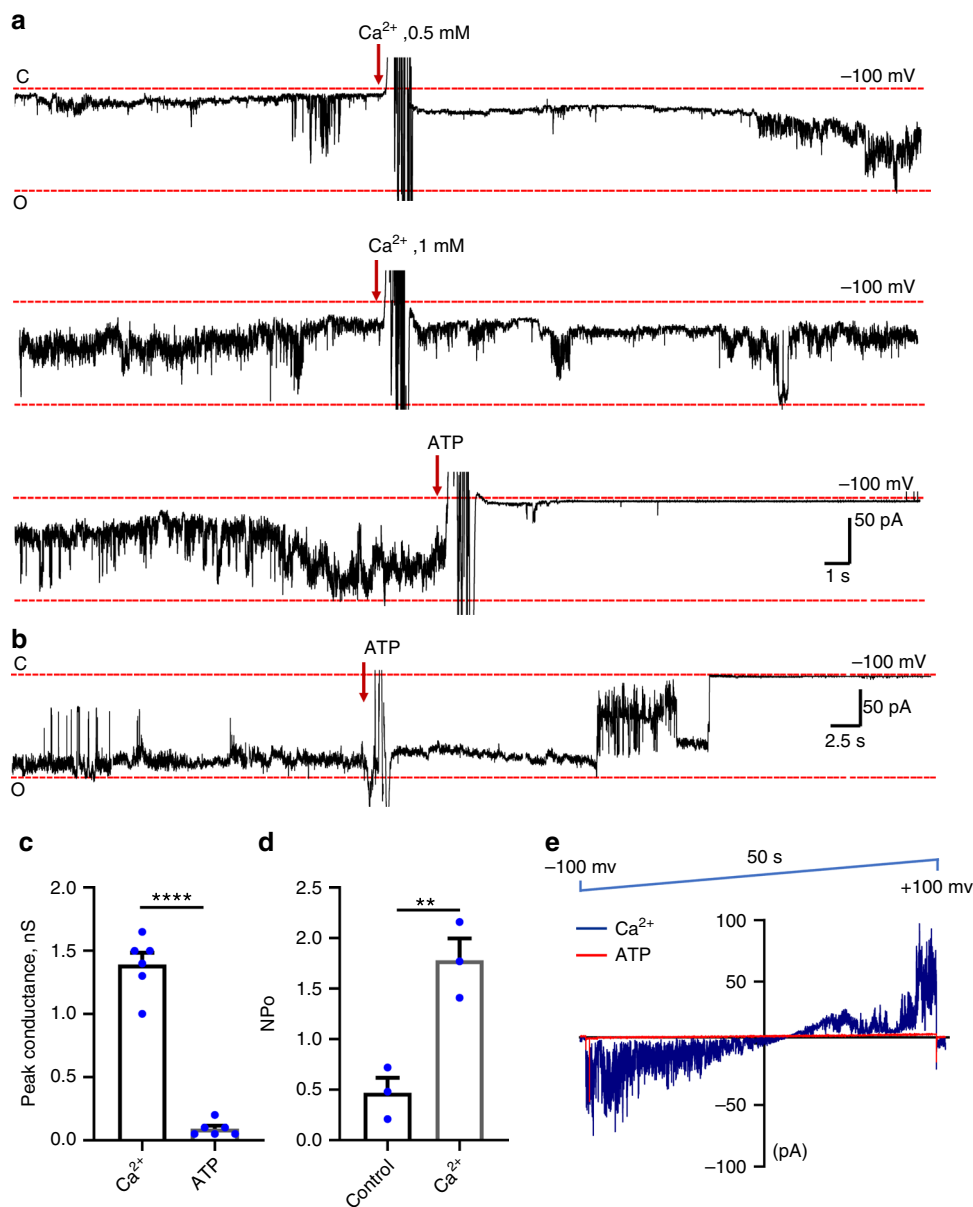 a
Ca²⁺ ,0.5 mM
C
–100 mV
O
Ca²⁺ ,1 mM
–100 mV
ATP
–100 mV
50 pA
1 s
b
ATP
C
–100 mV
50 pA
2.5 s
O
c
d
e
2.0
1.5
1.0
0.5
0.0
Peak conductance, nS
****
Ca²⁺
ATP
2.5
2.0
1.5
1.0
0.5
0.0
NPo
**
Control
Ca²⁺
–100 mv
50 s
+100 mv
Ca²⁺
ATP
100
50
–50
–100
(pA)